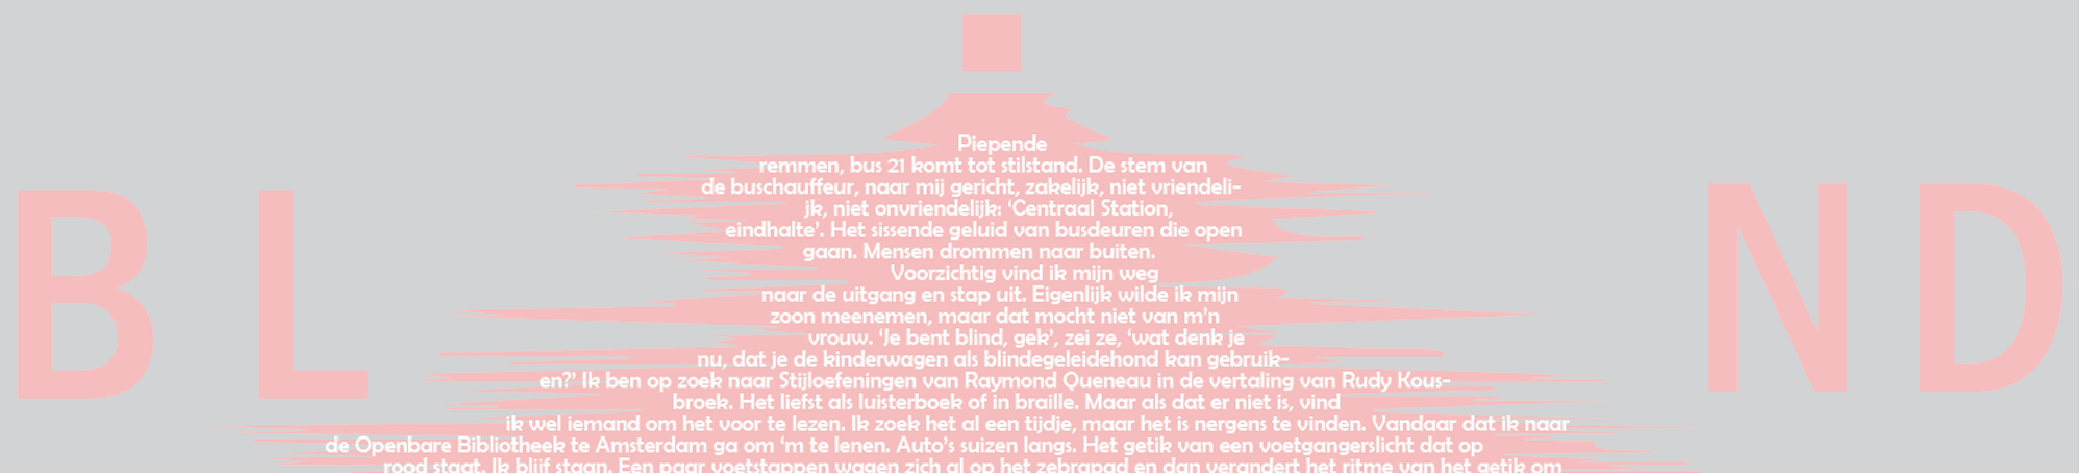 BL ND
Piepende
remmen, bus 21 komt tot stilstand. De stem van
de buschauffeur, naar mij gericht, zakelijk, niet vriendeli-
jk, niet onvriendelijk: ‘Centraal Station,
eindhalte’. Het sissende geluid van busdeuren die open
gaan. Mensen drommen naar buiten.
Voorzichtig vind ik mijn weg
naar de uitgang en stap uit. Eigenlijk wilde ik mijn
zoon meenemen, maar dat mocht niet van m’n
vrouw. ‘Je bent blind, gek’, zei ze, ‘wat denk je
nu, dat je de kinderwagen als blindegeleidehond kan gebruik-
en?’ Ik ben op zoek naar Stijloefeningen van Raymond Queneau in de vertaling van Rudy Kous-
broek. Het liefst als luisterboek of in braille. Maar als dat er niet is, vind
ik wel iemand om het voor te lezen. Ik zoek het al een tijdje, maar het is nergens te vinden. Vandaar dat ik naar
de Openbare Bibliotheek te Amsterdam ga om ‘m te lenen. Auto’s suizen langs. Het getik van een voetgangerslicht dat op
rood staat. Ik blijf staan. Een paar voetstappen wagen zich al op het zebrapad en dan verandert het ritme van het getik om